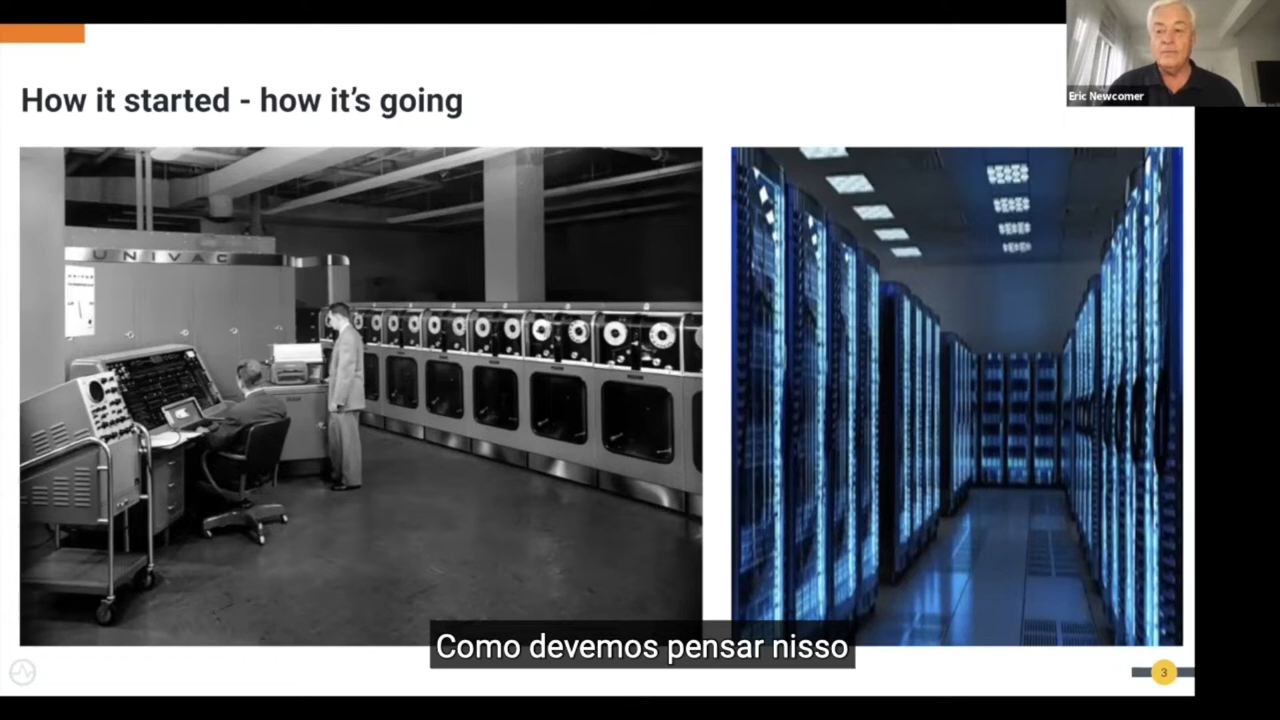 How it started - how it's going
Eric Newcomer
UNIVAC
Como devemos pensar nisso
3